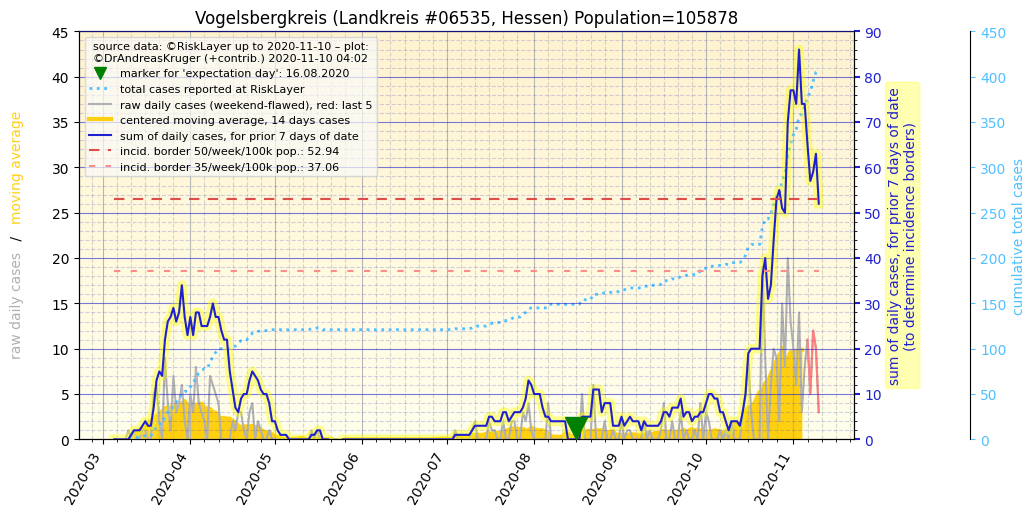 Vogelsbergkreis (Landkreis #06535, Hessen) Population=105878
source data: ©RiskLayer up to 2020-11-10 – plot:
©DrAndreasKruger (+contrib.) 2020-11-10 04:02
marker for 'expectation day': 16.08.2020
total cases reported at RiskLayer
raw daily cases (weekend-flawed), red: last 5
centered moving average, 14 days cases
sum of daily cases, for prior 7 days of date
incid. border 50/week/100k pop.: 52.94
incid. border 35/week/100k pop.: 37.06
raw daily cases / moving average
45
40
35
30
25
20
15
10
5
0
2020-03
2020-04
2020-05
2020-06
2020-07
2020-08
2020-09
2020-10
2020-11
90
80
70
60
50
40
30
20
10
0
sum of daily cases, for prior 7 days of date
(to determine incidence borders)
450
400
350
300
250
200
150
100
50
0
cumulative total cases